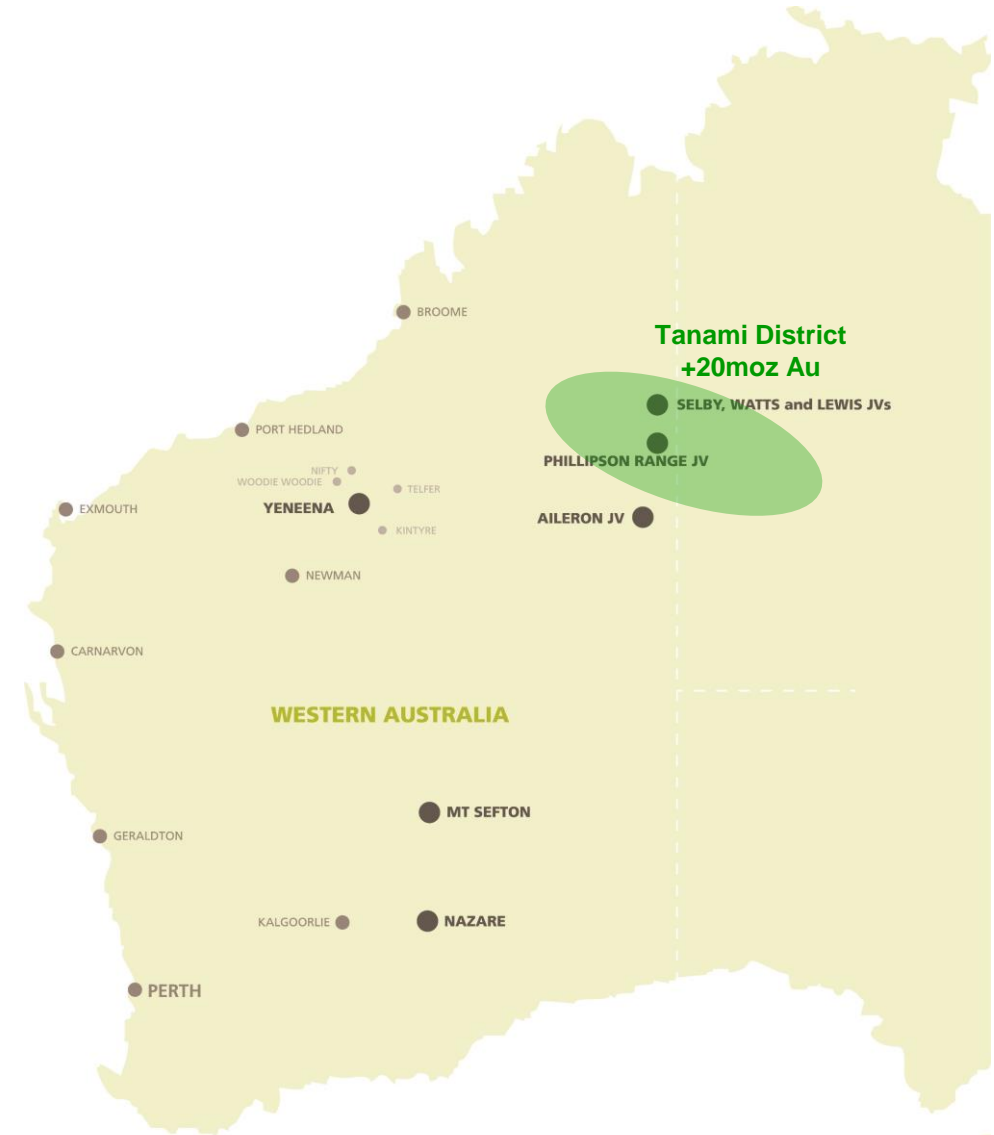 BROOME
Tanami District
+20moz Au
SELBY, WATTS and LEWIS JVs
PORT HEDLAND
PHILLIPSON RANGE JV
NIFTY
WOODIE WOODIE
TELFER
YENEENA
EXMOUTH
AILERON JV
KINTYRE
NEWMAN
CARNARVON
WESTERN AUSTRALIA
MT SEFTON
GERALDTON
KALGOORLIE
NAZARE
PERTH